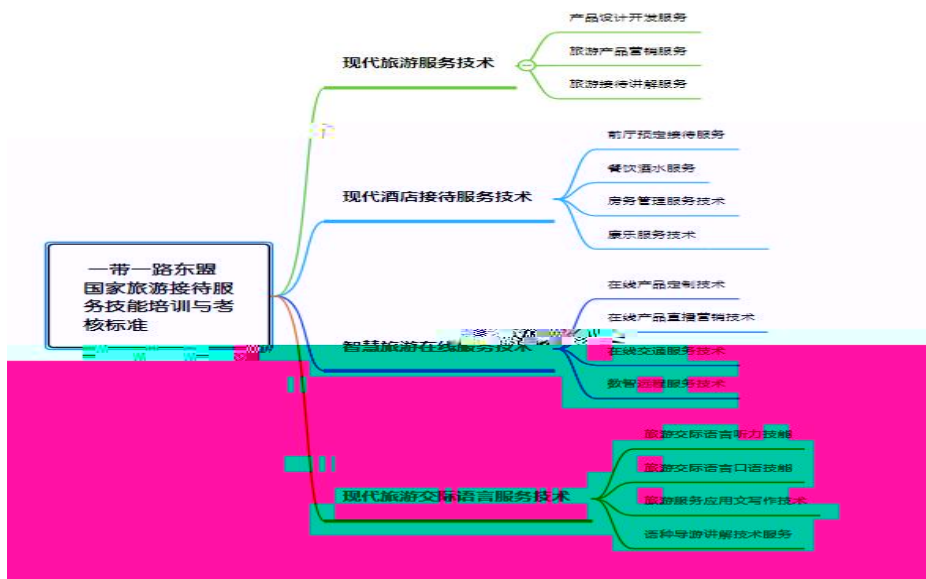 一带一路东盟
国家旅游接待服
务技能培训与考
核标准
现代旅游服务技术
产品设计开发服务
旅游产品营销服务
旅游接待讲解服务
现代酒店接待服务技术
前厅预定接待服务
餐饮酒水服务
房务管理服务技术
康乐服务技术
智慧旅游在线服务技术
在线产品定制技术
在线产品直播营销技术
在线交通服务技术
数智远程服务技术
现代旅游交际语言服务技术
旅游交际语言听力技能
旅游交际语言口语技能
旅游服务应用文写作技术
语种导游讲解技术服务